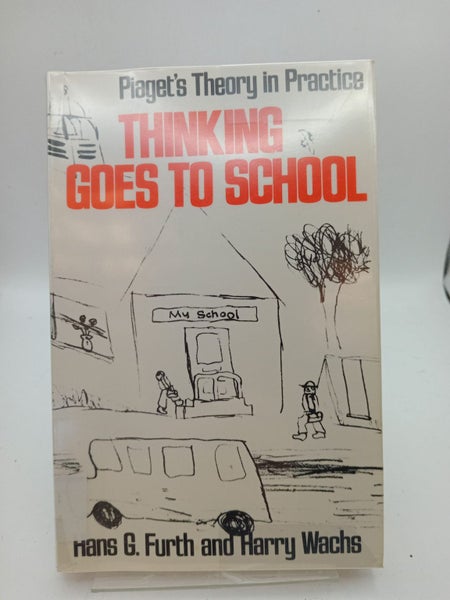 Piaget's Theory in Practice
THINKING
GOES TO SCHOOL
My School
Hans G. Furth and Harry Wachs